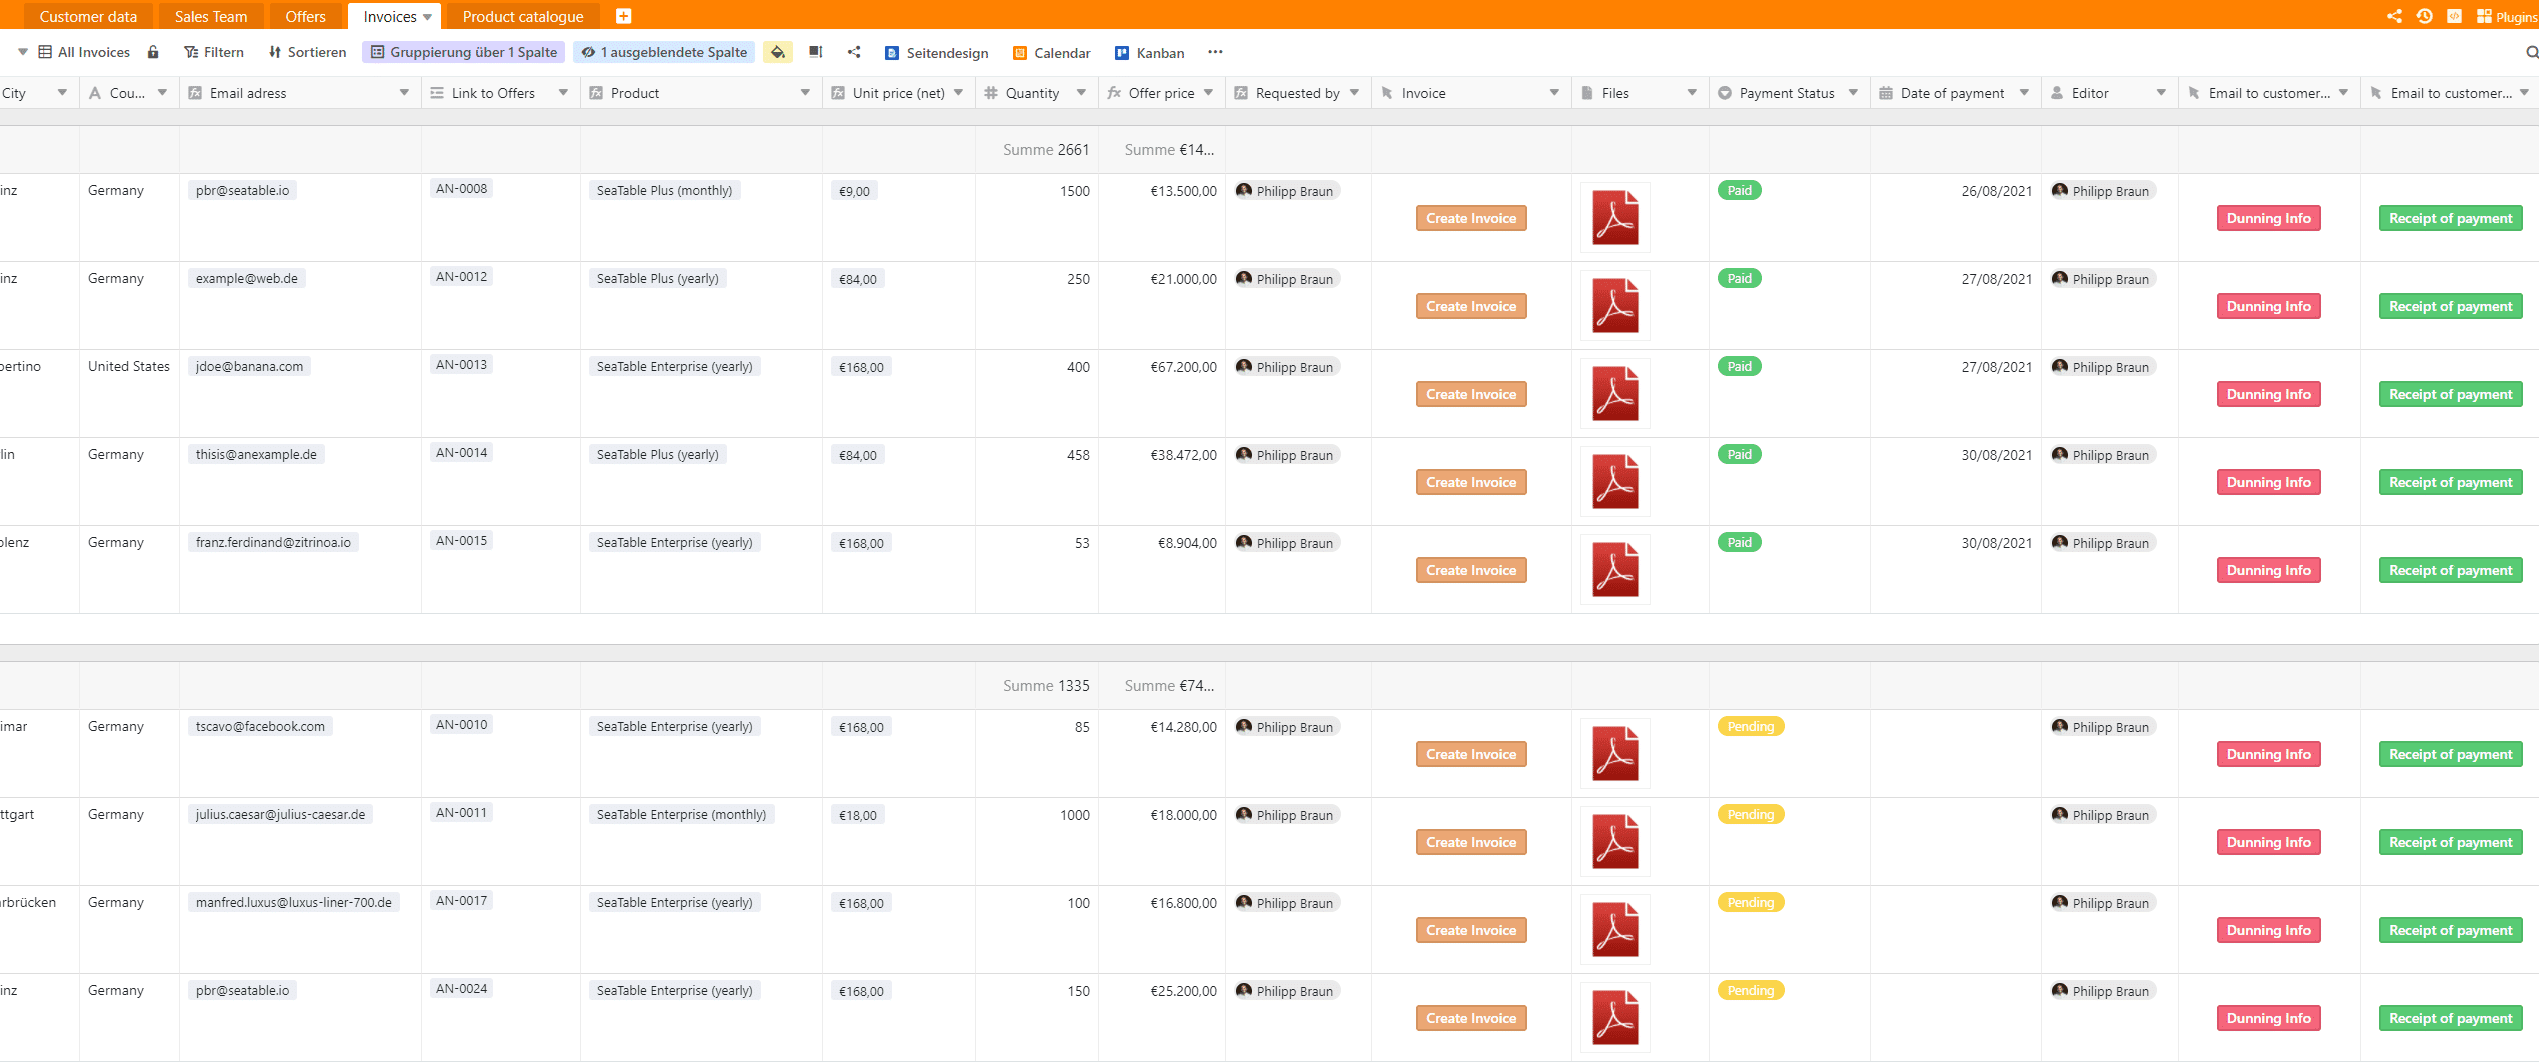 Customer data Sales Team Offers Invoices Product catalogue Plugins
All Invoices Filtern Sortieren Gruppierung über 1 Spalte 1 ausgeblendete Spalte Seitendesign Calendar Kanban ...
City Cou... Email adress Link to Offers Product Unit price (net) Quantity Offer price Requested by Invoice Files Payment Status Date of payment Editor Email to customer... Email to customer...
Summe 2661 Summe €14...
inz Germany pbr@seatable.io AN-0008 SeaTable Plus (monthly) €9,00 1500 €13.500,00 Philipp Braun Paid 26/08/2021 Philipp Braun
Create Invoice Dunning Info Receipt of payment
inz Germany example@web.de AN-0012 SeaTable Plus (yearly) €84,00 250 €21.000,00 Philipp Braun Paid 27/08/2021 Philipp Braun
Create Invoice Dunning Info Receipt of payment
pertino United States jdoe@banana.com AN-0013 SeaTable Enterprise (yearly) €168,00 400 €67.200,00 Philipp Braun Paid 27/08/2021 Philipp Braun
Create Invoice Dunning Info Receipt of payment
lin Germany thisis@anexample.de AN-0014 SeaTable Plus (yearly) €84,00 458 €38.472,00 Philipp Braun Paid 30/08/2021 Philipp Braun
Create Invoice Dunning Info Receipt of payment
blenz Germany franz.ferdinand@zitrinoa.io AN-0015 SeaTable Enterprise (yearly) €168,00 53 €8.904,00 Philipp Braun Paid 30/08/2021 Philipp Braun
Create Invoice Dunning Info Receipt of payment
Summe 1335 Summe €74...
imar Germany tscavo@facebook.com AN-0010 SeaTable Enterprise (yearly) €168,00 85 €14.280,00 Philipp Braun Pending Philipp Braun
Create Invoice Dunning Info Receipt of payment
ttgart Germany julius.caesar@julius-caesar.de AN-0011 SeaTable Enterprise (monthly) €18,00 1000 €18.000,00 Philipp Braun Pending Philipp Braun
Create Invoice Dunning Info Receipt of payment
arbrücken Germany manfred.luxus@luxus-liner-700.de AN-0017 SeaTable Enterprise (yearly) €168,00 100 €16.800,00 Philipp Braun Pending Philipp Braun
Create Invoice Dunning Info Receipt of payment
inz Germany pbr@seatable.io AN-0024 SeaTable Enterprise (yearly) €168,00 150 €25.200,00 Philipp Braun Pending Philipp Braun
Create Invoice Dunning Info Receipt of payment